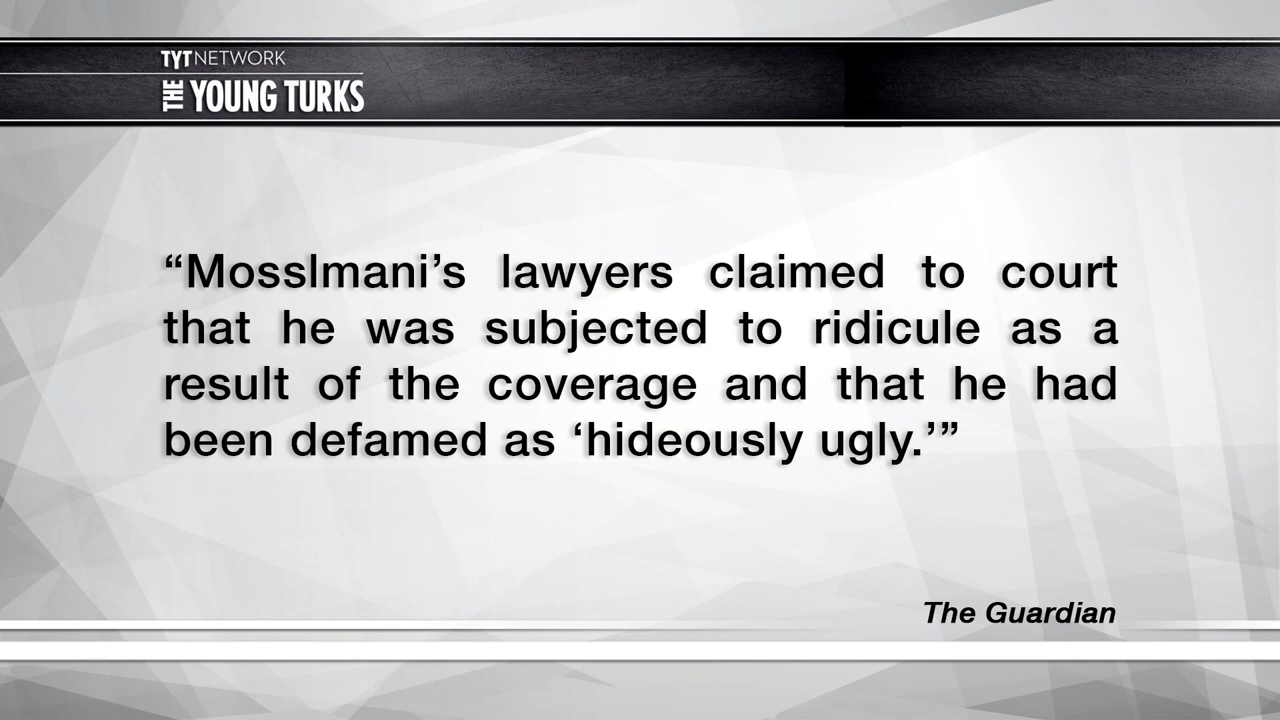 TYT NETWORK
THE YOUNG TURKS
“Mosslmani’s lawyers claimed to court
that he was subjected to ridicule as a
result of the coverage and that he had
been defamed as ‘hideously ugly.’”
The Guardian